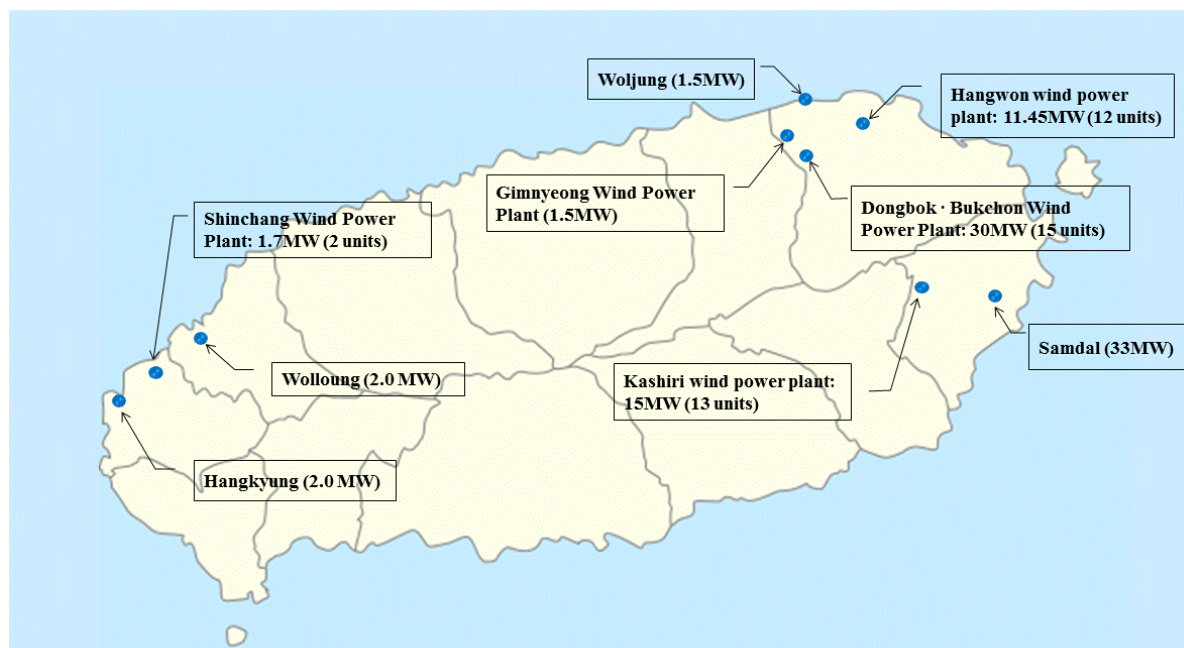 Woljung (1.5MW)
Hangwon wind power
plant: 11.45MW (12 units)
Gimnyeong Wind Power
Plant (1.5MW)
Dongbok · Bukchon Wind
Power Plant: 30MW (15 units)
Shinchang Wind Power
Plant: 1.7MW (2 units)
Samdal (33MW)
Wolloung (2.0 MW)
Kashiri wind power plant:
15MW (13 units)
Hangkyung (2.0 MW)